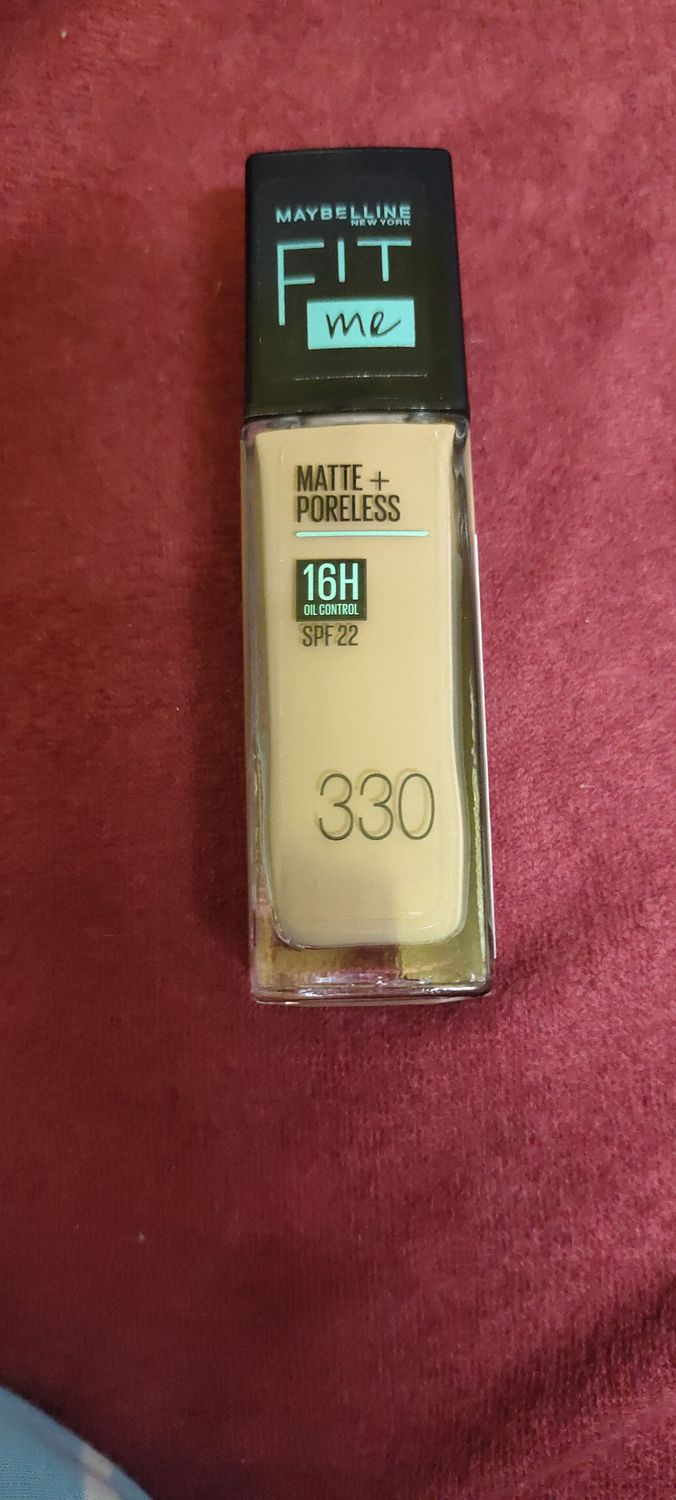 MAYBELLINE
NEW YORK
FIT
me
MATTE +
PORELESS
16H
OIL CONTROL
SPF 22
330